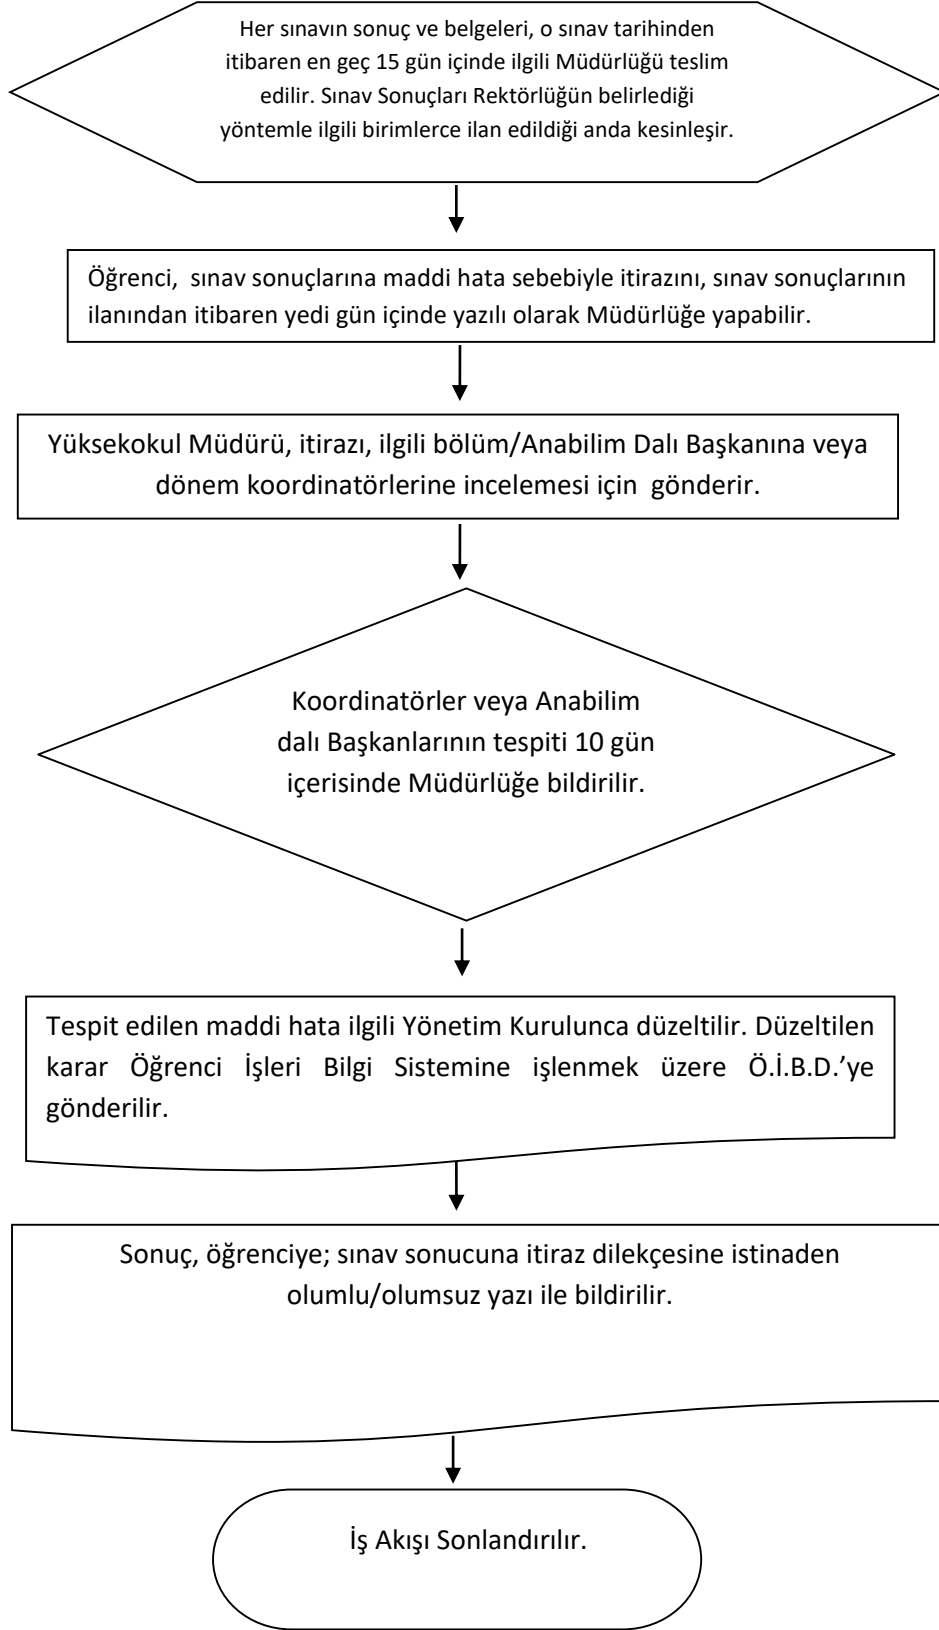 Her sınavın sonuç ve belgeleri, o sınav tarihinden
itibaren en geç 15 gün içinde ilgili Müdürlüğü teslim
edilir. Sınav Sonuçları Rektörlüğün belirlediği
yöntemle ilgili birimlerce ilan edildiği anda kesinleşir.
Öğrenci, sınav sonuçlarına maddi hata sebebiyle itirazını, sınav sonuçlarının
ilanından itibaren yedi gün içinde yazılı olarak Müdürlüğe yapabilir.
Yüksekokul Müdürü, itirazı, ilgili bölüm/Anabilim Dalı Başkanına veya
dönem koordinatörlerine incelemesi için gönderir.
Koordinatörler veya Anabilim
dalı Başkanlarının tespiti 10 gün
içerisinde Müdürlüğe bildirilir.
Tespit edilen maddi hata ilgili Yönetim Kurulunca düzeltilir. Düzeltilen
karar Öğrenci İşleri Bilgi Sistemine işlenmek üzere Ö.İ.B.D.’ye
gönderilir.
Sonuç, öğrenciye; sınav sonucuna itiraz dilekçesine istinaden
olumlu/olumsuz yazı ile bildirilir.
İş Akışı Sonlandırılır.